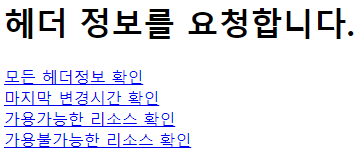 헤더 정보를 요청합니다.
모든 헤더정보 확인
마지막 변경시간 확인
가용가능한 리소스 확인
가용불가능한 리소스 확인